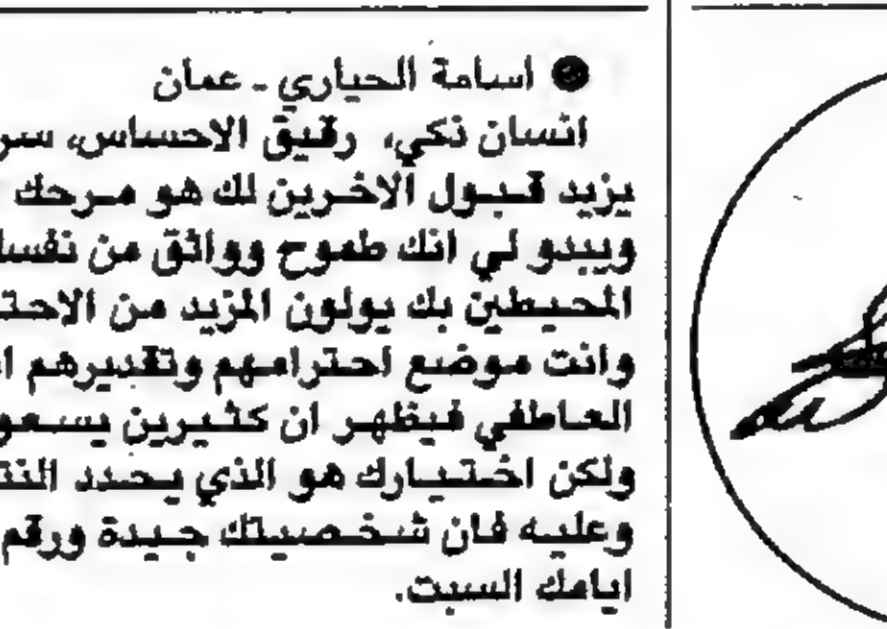 ● اسامة الحياري - عمان
انسان ذكي، رقيق الاحساس، سر
يزيد قبول الاخرين لك هو مرحك
ويبدو لي انك طموح وواثق من نفسك
المحيطين بك يولون المزيد من الاحت
وانت موضع احترامهم وتقديرهم ا
العاطفي فيظهر ان كثيرين يسعو
ولكن اختيارك هو الذي يحدد النت
وعليه فان شخصيتك جيدة ورقم
ايامك السبت.